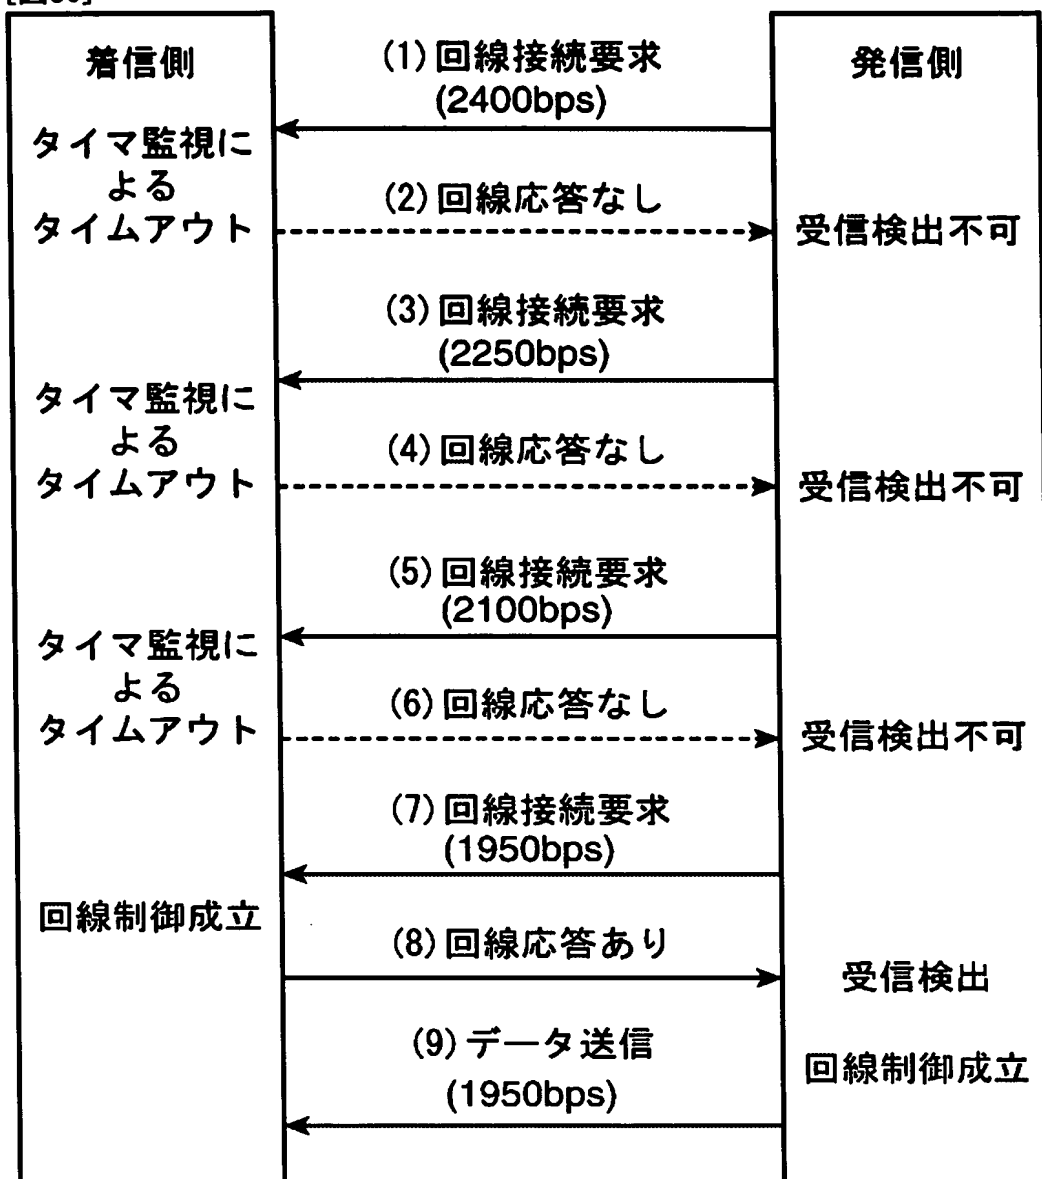 着信側
(1)回線接続要求
(2400bps)
発信側
タイマ監視に
よる
タイムアウト
(2)回線応答なし
受信検出不可
(3)回線接続要求
(2250bps)
タイマ監視に
よる
タイムアウト
(4)回線応答なし
受信検出不可
(5)回線接続要求
(2100bps)
タイマ監視に
よる
タイムアウト
(6)回線応答なし
受信検出不可
(7)回線接続要求
(1950bps)
回線制御成立
(8)回線応答あり
受信検出
(9)データ送信
(1950bps)
回線制御成立